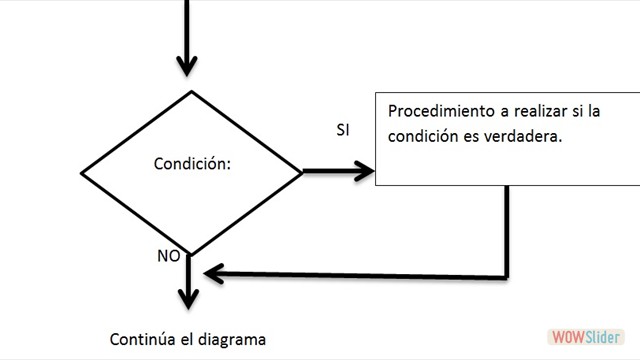 SI
Procedimiento a realizar si la
condición es verdadera.
Condición:
NO
Continúa el diagrama
WOWSlider